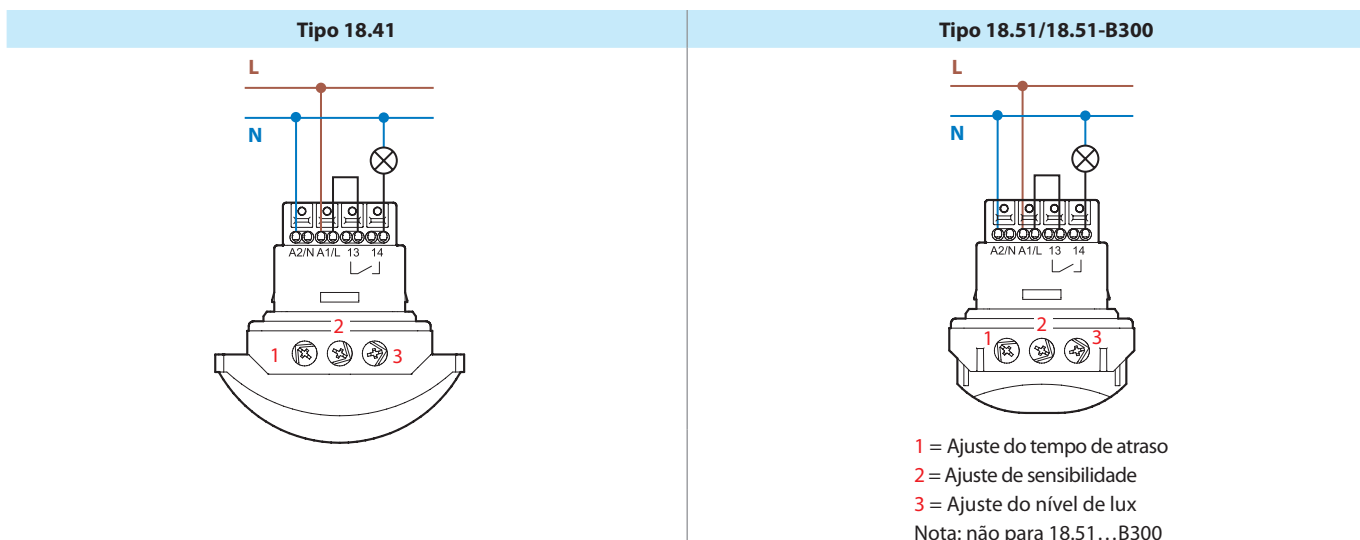 Tipo 18.41
L
N
A2/N A1/L 13 14
2
1
3
Tipo 18.51/18.51-B300
L
N
A2/N A1/L 13 14
2
1
3
1 = Ajuste do tempo de atraso
2 = Ajuste de sensibilidade
3 = Ajuste do nível de lux
Nota: não para 18.51…B300